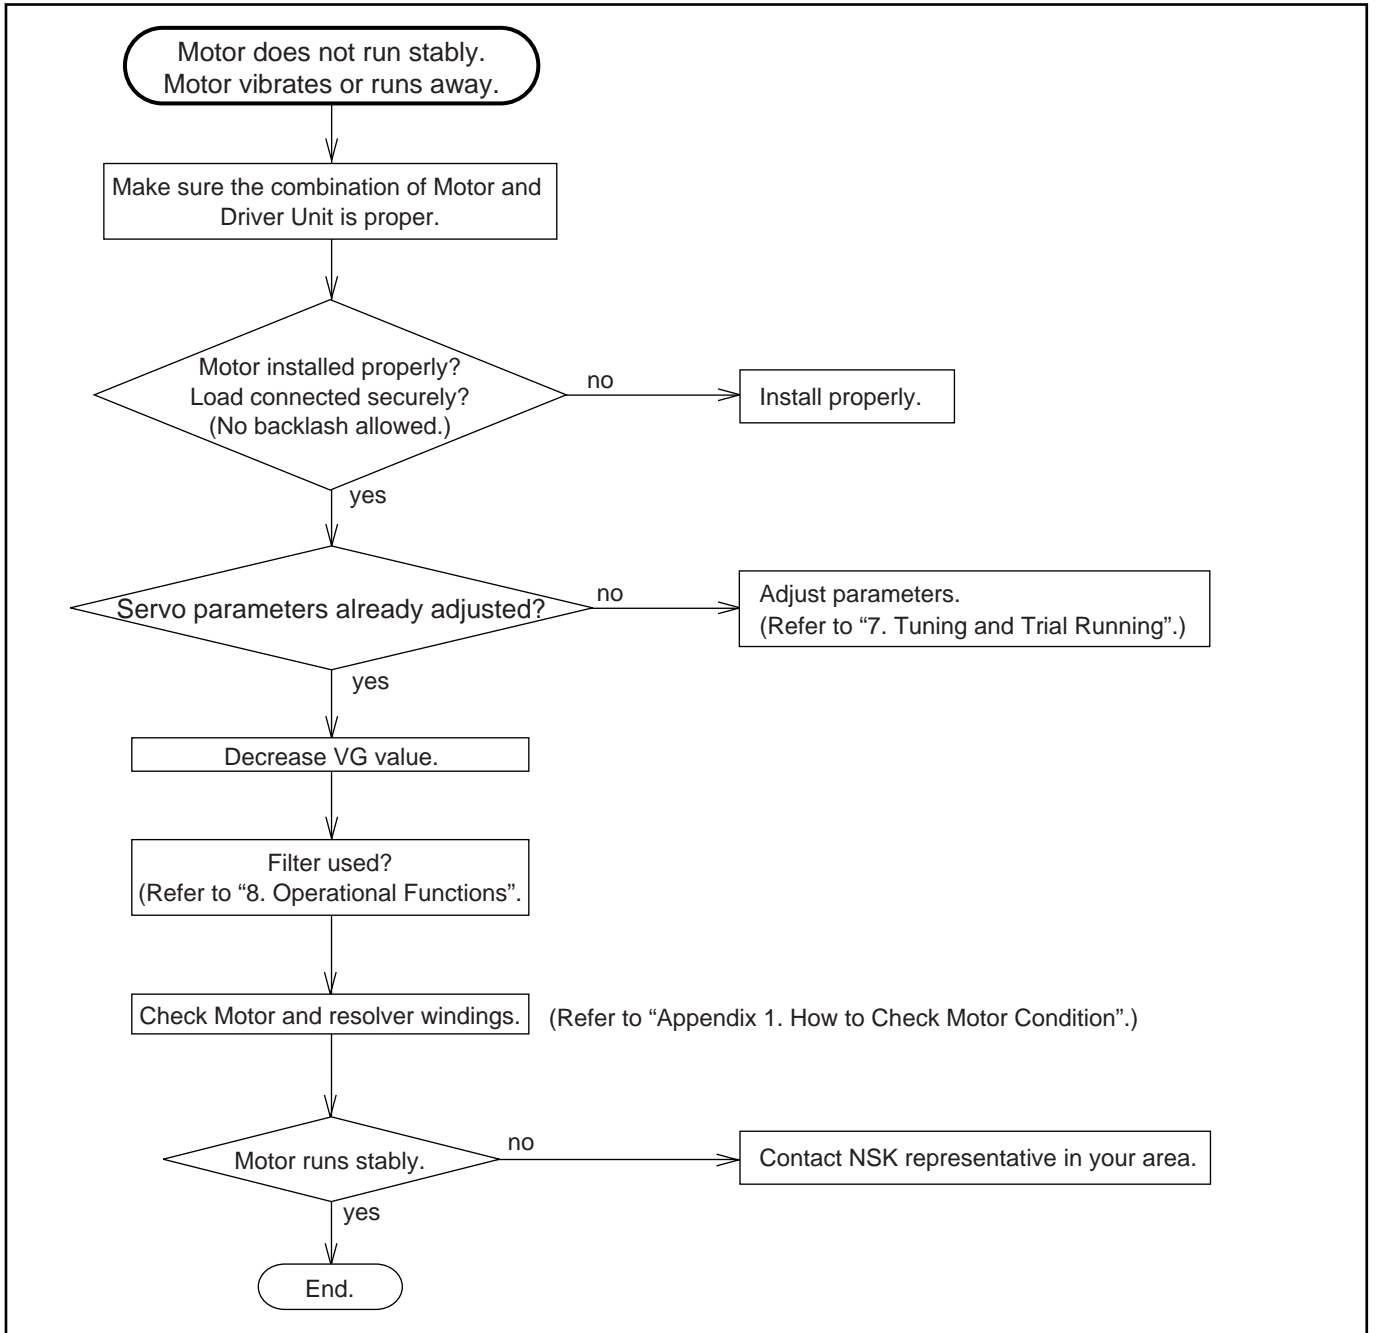 Motor does not run stably.
Motor vibrates or runs away.
Make sure the combination of Motor and
Driver Unit is proper.
Motor installed properly?
Load connected securely?
(No backlash allowed.)
no
Install properly.
yes
Servo parameters already adjusted?
no
Adjust parameters.
(Refer to “7. Tuning and Trial Running”.)
yes
Decrease VG value.
Filter used?
(Refer to “8. Operational Functions”.
Check Motor and resolver windings.
(Refer to “Appendix 1. How to Check Motor Condition”.)
Motor runs stably.
no
Contact NSK representative in your area.
yes
End.